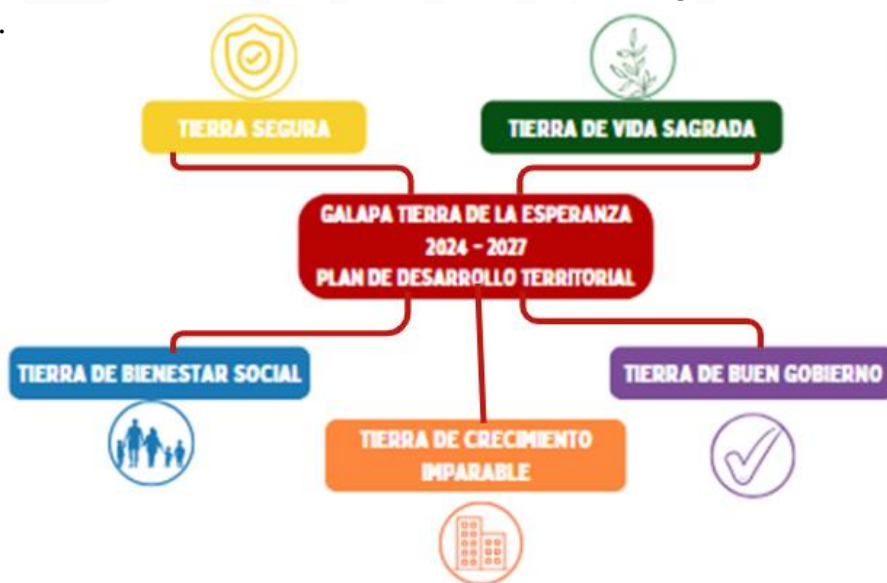 TIERRA SEGURA
TIERRA DE VIDA SAGRADA
GALAPA TIERRA DE LA ESPERANZA
2024 - 2027
PLAN DE DESARROLLO TERRITORIAL
TIERRA DE BIENESTAR SOCIAL
TIERRA DE BUEN GOBIERNO
TIERRA DE CRECIMIENTO
IMPARABLE